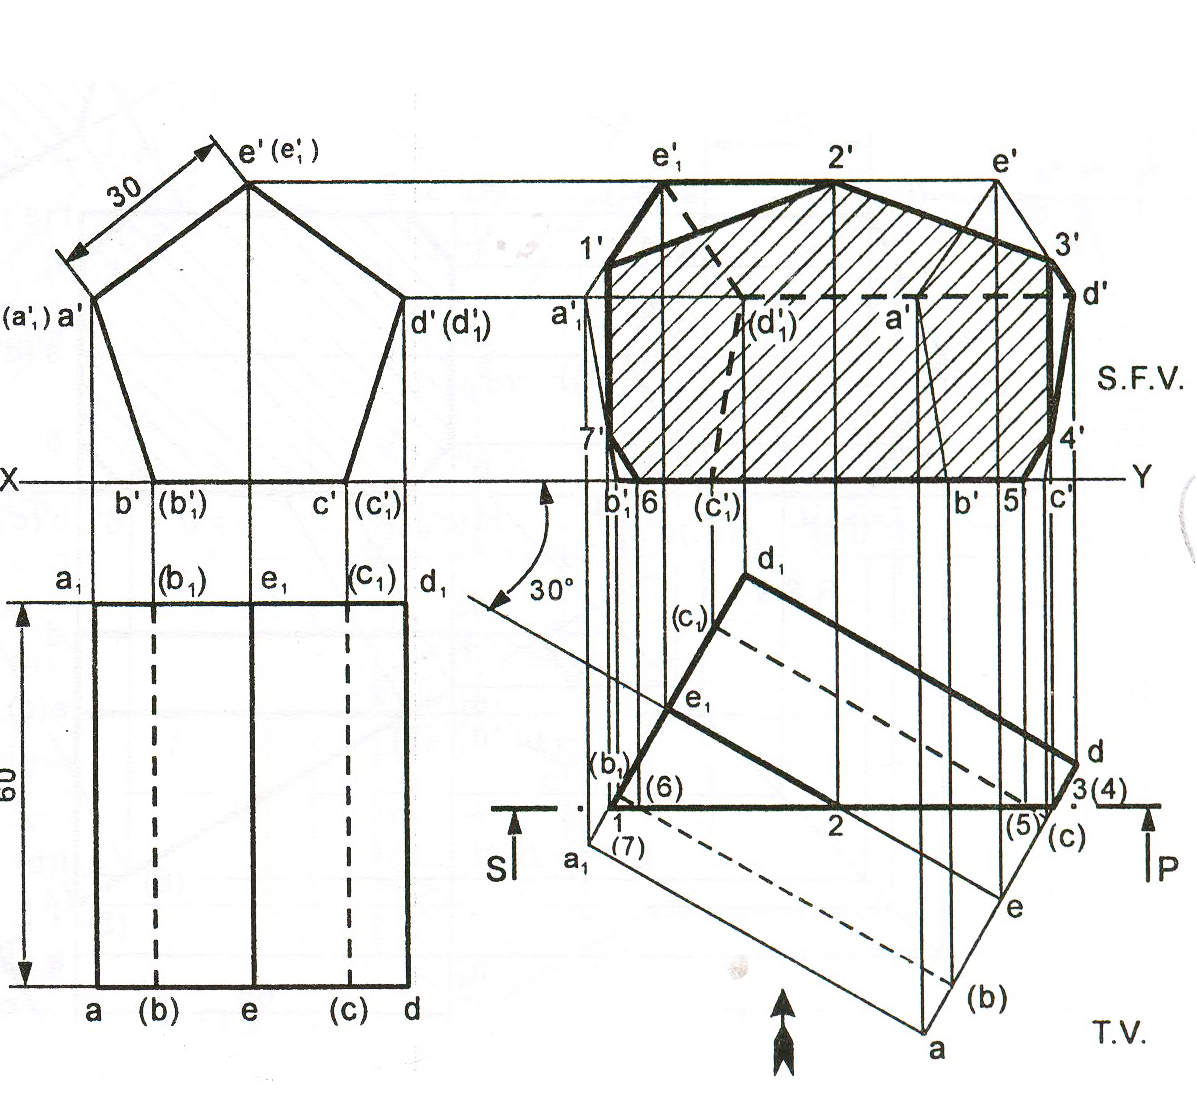 e' (e'₁)
e'₁
2'
e'
30
1'
3'
(a'₁) a'
d' (d'₁)
a'₁
(d'₁)
a'
d'
S.F.V.
7'
4'
X
Y
b' (b'₁)
c' (c'₁)
b'₁
6
(c'₁)
b'
5
c'
30°
a₁
(b₁)
e₁
(c₁)
d₁
d₁
(c₁)
e₁
60
(b₁)
(6)
d
3(4)
1
(7)
2
(5)
(c)
a₁
S
P
e
(b)
a
(b)
e
(c)
d
a
T.V.